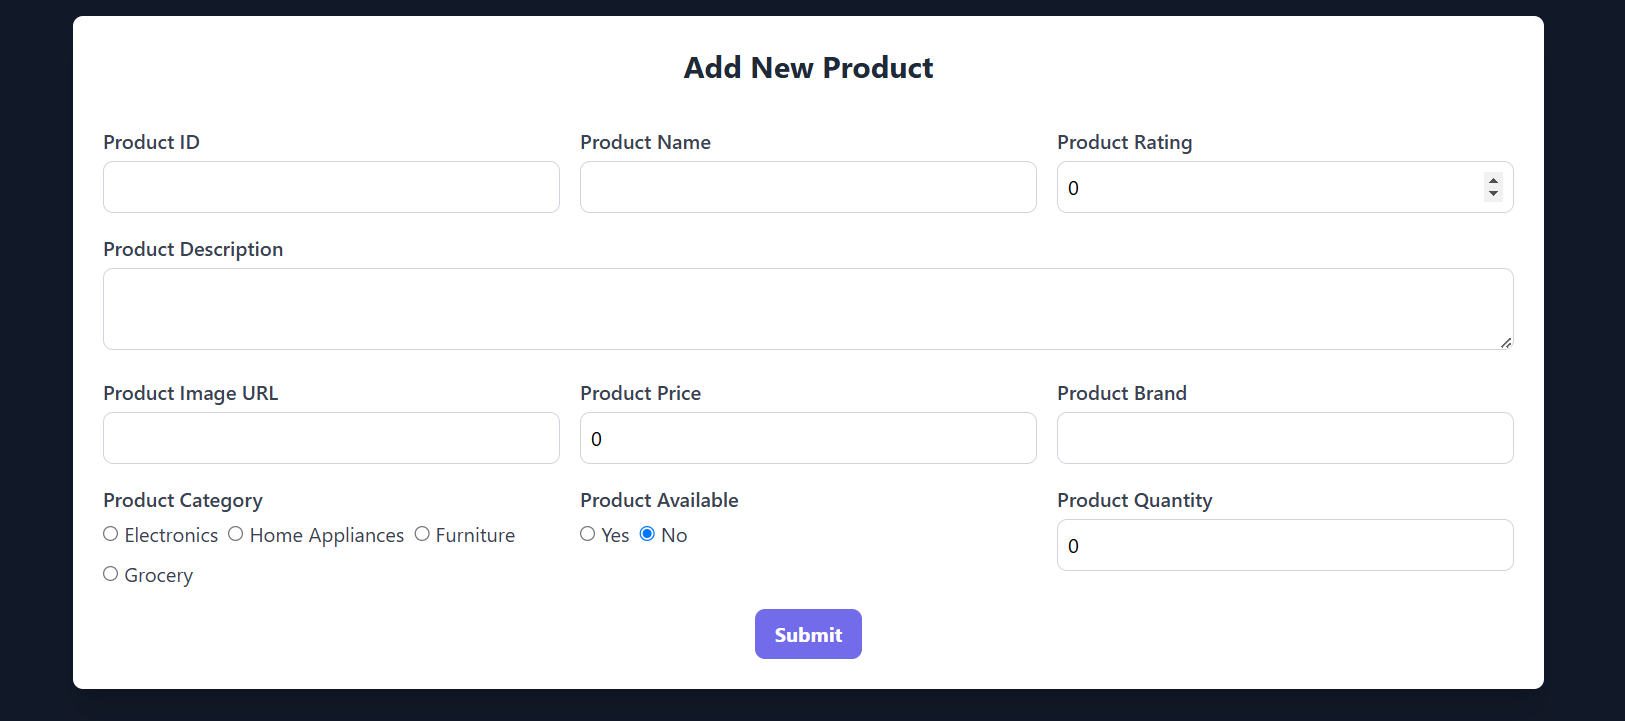 Add New Product
Product ID
Product Name
Product Rating
0
Product Description
Product Image URL
Product Price
Product Brand
0
Product Category
Product Available
Product Quantity
Electronics Home Appliances Furniture
Yes No
0
Grocery
Submit